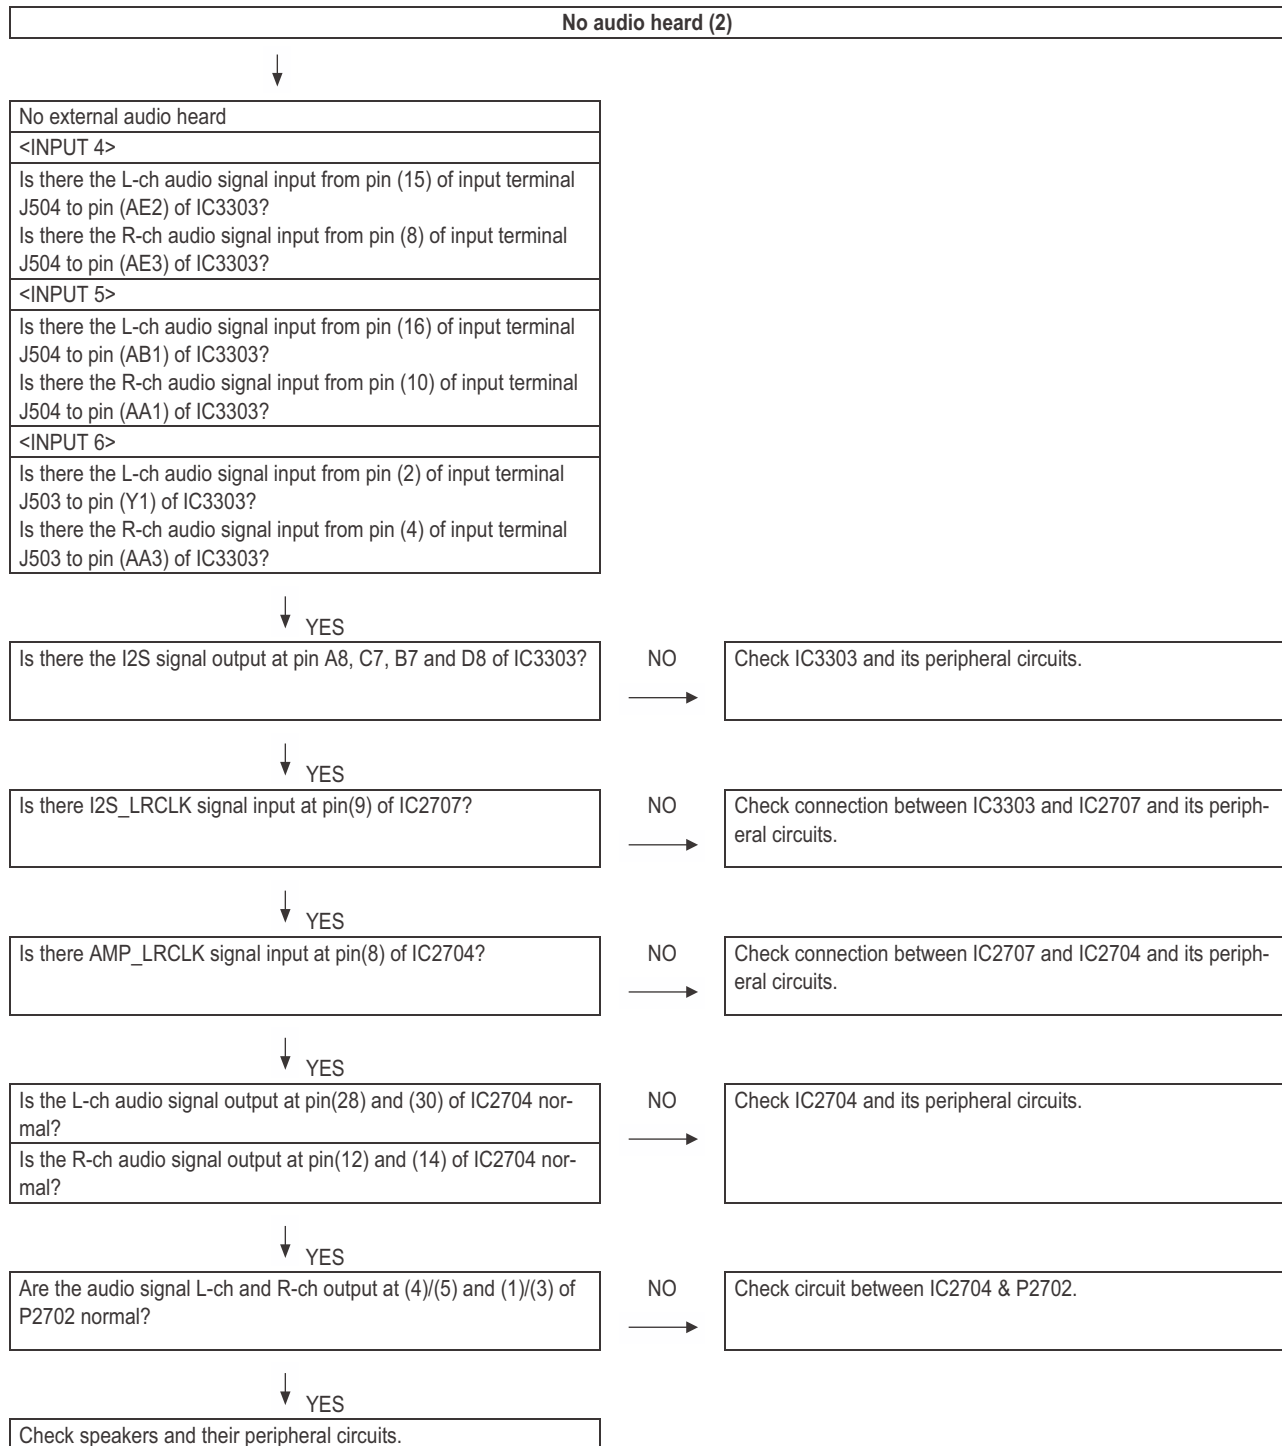 No audio heard (2)
No external audio heard
<INPUT 4>
Is there the L-ch audio signal input from pin (15) of input terminal
J504 to pin (AE2) of IC3303?
Is there the R-ch audio signal input from pin (8) of input terminal
J504 to pin (AE3) of IC3303?
<INPUT 5>
Is there the L-ch audio signal input from pin (16) of input terminal
J504 to pin (AB1) of IC3303?
Is there the R-ch audio signal input from pin (10) of input terminal
J504 to pin (AA1) of IC3303?
<INPUT 6>
Is there the L-ch audio signal input from pin (2) of input terminal
J503 to pin (Y1) of IC3303?
Is there the R-ch audio signal input from pin (4) of input terminal
J503 to pin (AA3) of IC3303?
YES
Is there the I2S signal output at pin A8, C7, B7 and D8 of IC3303?
NO
Check IC3303 and its peripheral circuits.
YES
Is there I2S_LRCLK signal input at pin(9) of IC2707?
NO
Check connection between IC3303 and IC2707 and its periph-
eral circuits.
YES
Is there AMP_LRCLK signal input at pin(8) of IC2704?
NO
Check connection between IC2707 and IC2704 and its periph-
eral circuits.
YES
Is the L-ch audio signal output at pin(28) and (30) of IC2704 nor-
mal?
Is the R-ch audio signal output at pin(12) and (14) of IC2704 nor-
mal?
NO
Check IC2704 and its peripheral circuits.
YES
Are the audio signal L-ch and R-ch output at (4)/(5) and (1)/(3) of
P2702 normal?
NO
Check circuit between IC2704 & P2702.
YES
Check speakers and their peripheral circuits.